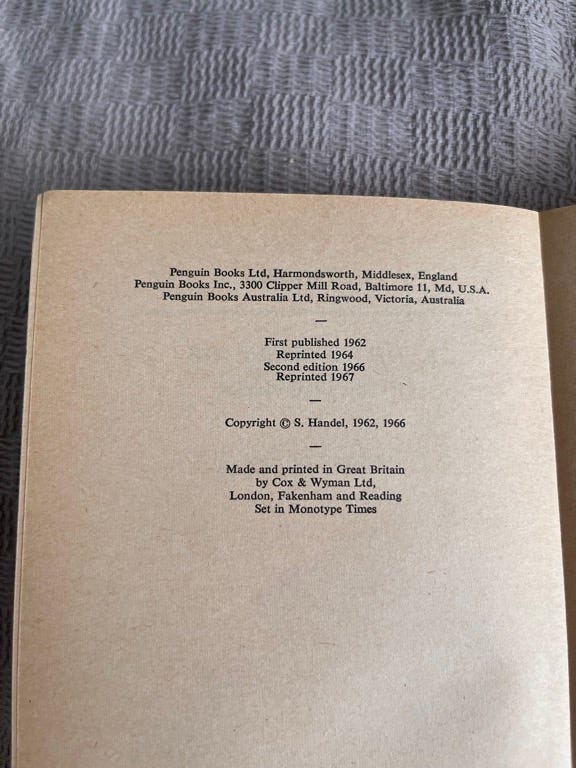 Penguin Books Ltd, Harmondsworth, Middlesex, England
Penguin Books Inc., 3300 Clipper Mill Road, Baltimore 11, Md, U.S.A.
Penguin Books Australia Ltd, Ringwood, Victoria, Australia
—
First published 1962
Reprinted 1964
Second edition 1966
Reprinted 1967
—
Copyright © S. Handel, 1962, 1966
—
Made and printed in Great Britain
by Cox & Wyman Ltd,
London, Fakenham and Reading
Set in Monotype Times